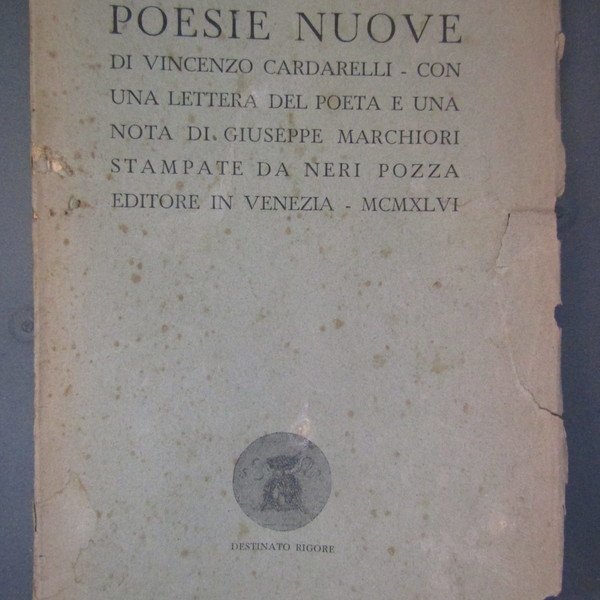 POESIE NUOVE
DI VINCENZO CARDARELLI - CON
UNA LETTERA DEL POETA E UNA
NOTA DI GIUSEPPE MARCHIORI
STAMPATE DA NERI POZZA
EDITORE IN VENEZIA - MCMXLVI
DESTINATO RIGORE